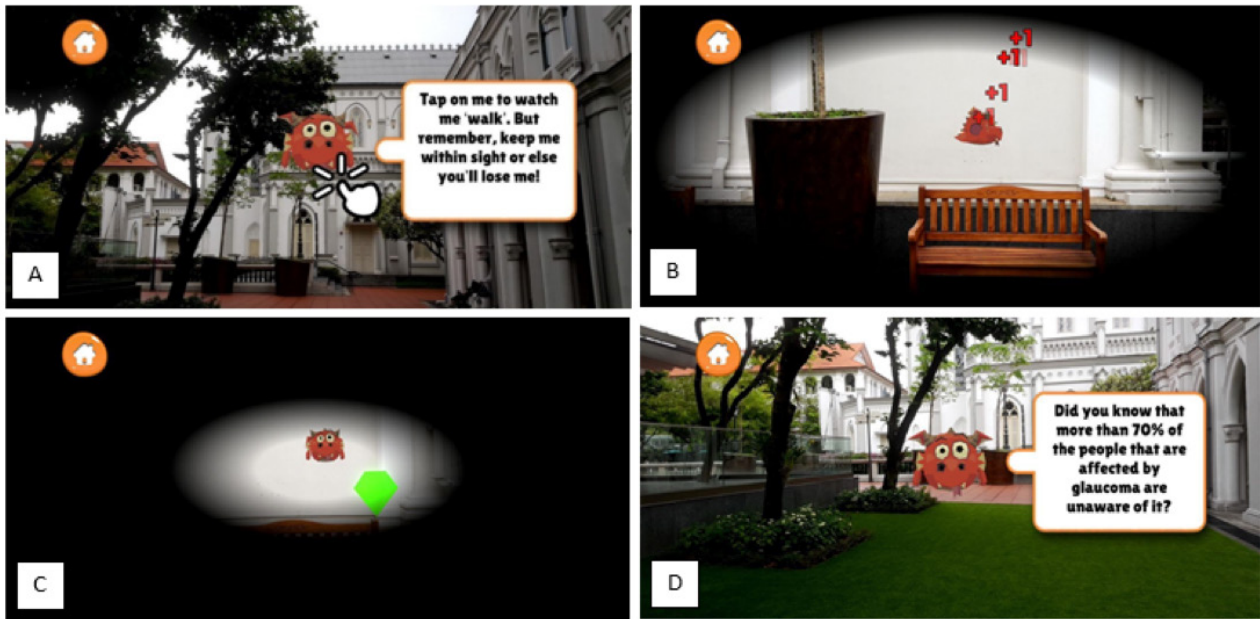 Tap on me to watch
me 'walk'. But
remember, keep me
within sight or else
you'll lose me!
A
+1
+1
+1
B
C
Did you know that
more than 70% of
the people that are
affected by
glaucoma are
unaware of it?
D